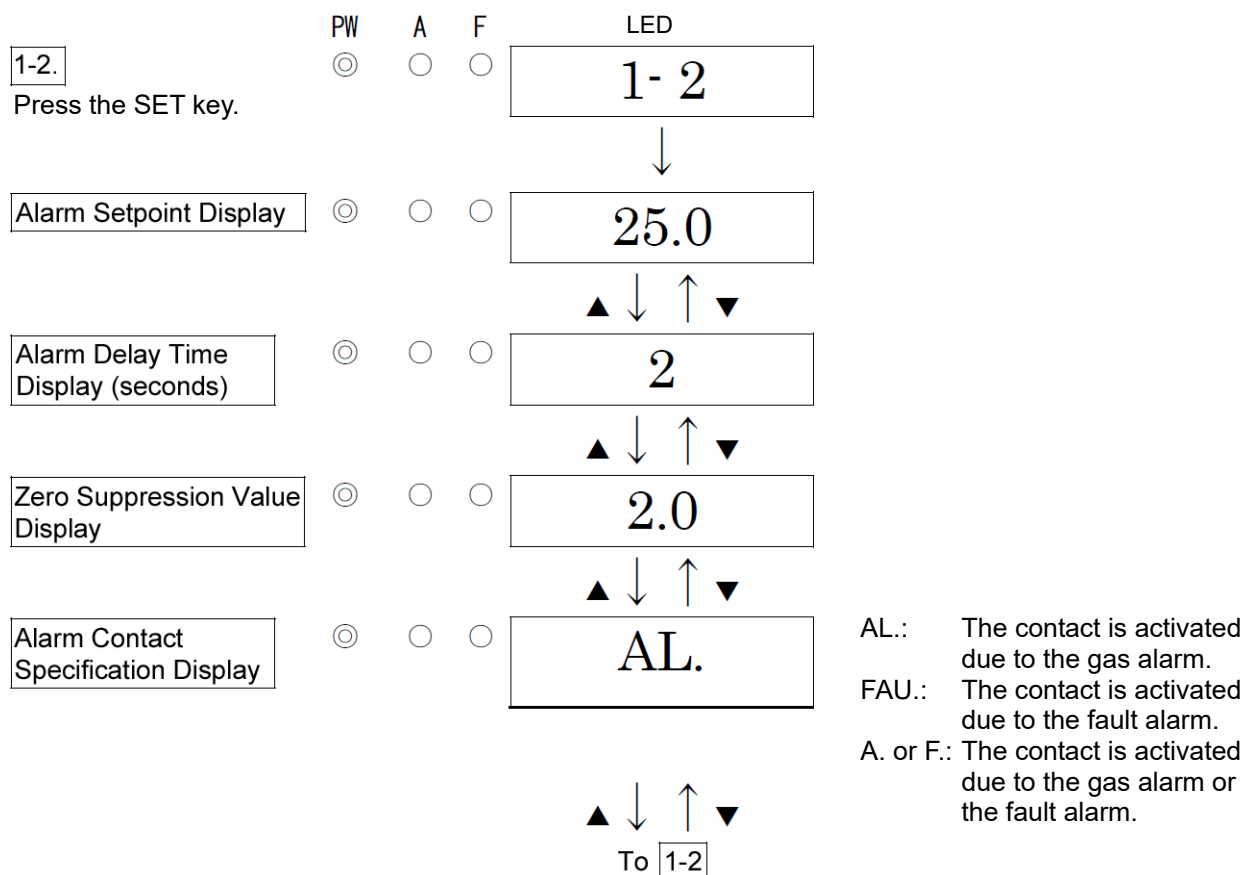 PW A F LED
1-2. ◎ ○ ○ 1- 2
Press the SET key.
↓
Alarm Setpoint Display ◎ ○ ○ 25.0
▲ ↓ ↑ ▼
Alarm Delay Time
Display (seconds) ◎ ○ ○ 2
▲ ↓ ↑ ▼
Zero Suppression Value
Display ◎ ○ ○ 2.0
▲ ↓ ↑ ▼
Alarm Contact
Specification Display ◎ ○ ○ AL.
AL.: The contact is activated
due to the gas alarm.
FAU.: The contact is activated
due to the fault alarm.
A. or F.: The contact is activated
due to the gas alarm or
the fault alarm.
▲ ↓ ↑ ▼
To 1-2